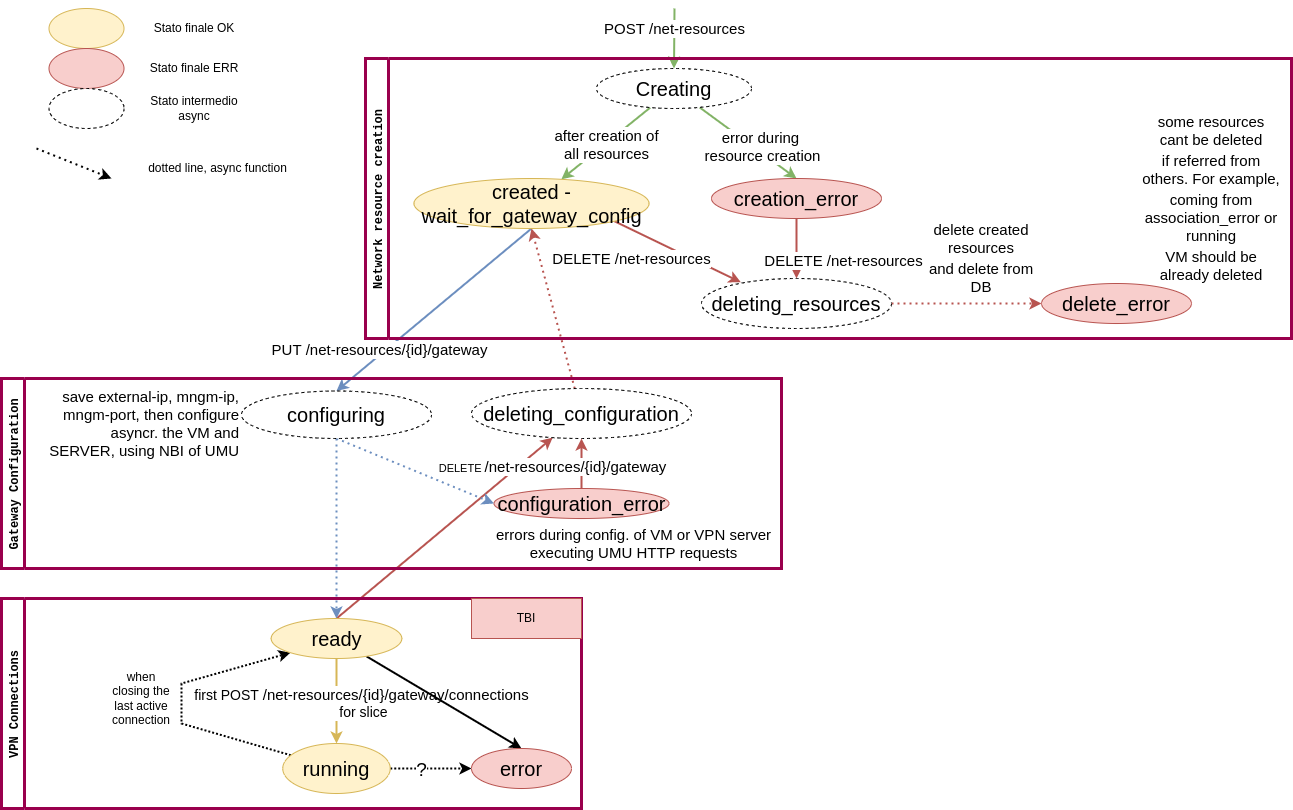 Stato finale OK
Stato finale ERR
Stato intermedio
async
dotted line, async function
POST /net-resources
Network resource creation
Creating
after creation of
all resources
error during
resource creation
created -
wait_for_gateway_config
creation_error
DELETE /net-resources
DELETE /net-resources
deleting_resources
delete created
resources
and delete from
DB
delete_error
some resources
cant be deleted
if referred from
others. For example,
coming from
association_error or
running
VM should be
already deleted
PUT /net-resources/{id}/gateway
Gateway Configuration
save external-ip, mngm-ip,
mngm-port, then configure
asyncr. the VM and
SERVER, using NBI of UMU
configuring
deleting_configuration
DELETE /net-resources/{id}/gateway
configuration_error
errors during config. of VM or VPN server
executing UMU HTTP requests
VPN Connections
TBI
ready
when
closing the
last active
connection
first POST /net-resources/{id}/gateway/connections
for slice
running
?
error